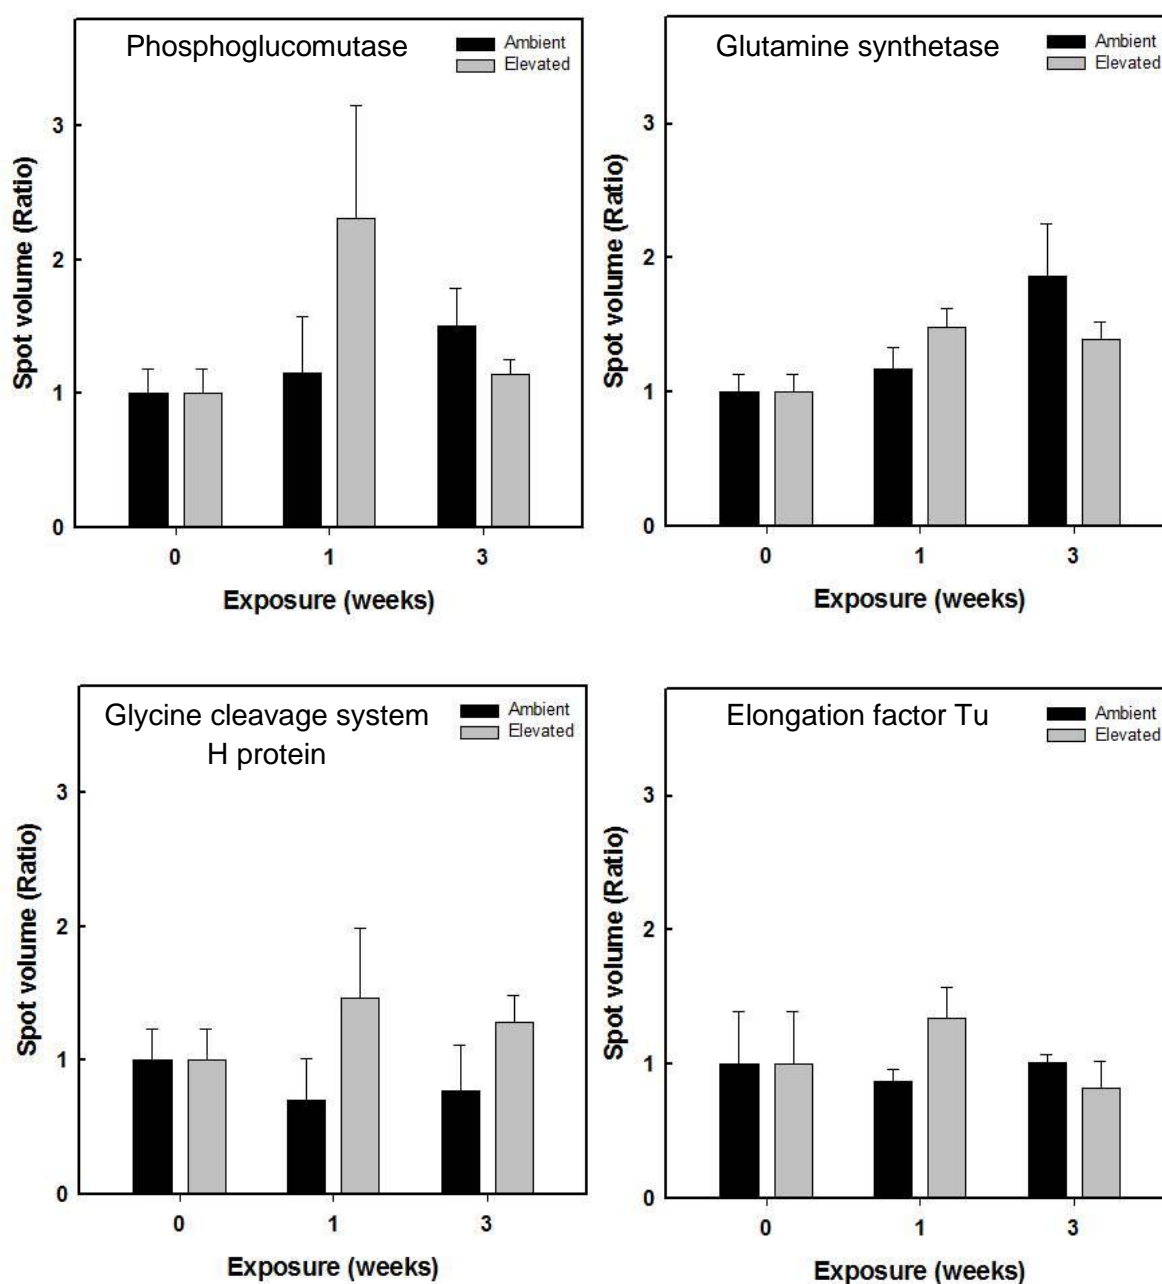 Phosphoglucomutase
Ambient
Elevated
Spot volume (Ratio)
3
2
1
0
0 1 3
Exposure (weeks)
Glutamine synthetase
Ambient
Elevated
Spot volume (Ratio)
3
2
1
0
0 1 3
Exposure (weeks)
Glycine cleavage system
H protein
Ambient
Elevated
Spot volume (Ratio)
3
2
1
0
0 1 3
Exposure (weeks)
Elongation factor Tu
Ambient
Elevated
Spot volume (Ratio)
3
2
1
0
0 1 3
Exposure (weeks)